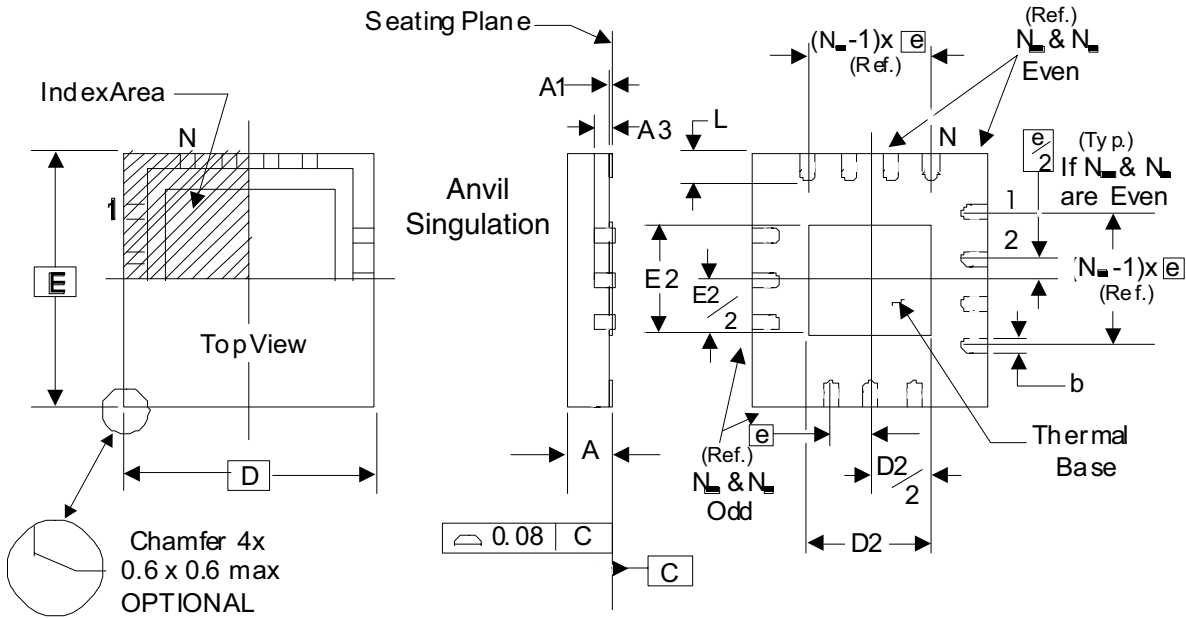 Seating Plane
Index Area
N
1
E
Top View
D
Chamfer 4x
0.6 x 0.6 max
OPTIONAL
A1
A3
Anvil
Singulation
A
0.08 C
C
L
(N -1)x e
(Ref.)
(Ref.)
N & N
Even
N
e/2
(Typ.)
If N & N
are Even
1
2
(N -1)x e
(Ref.)
b
E2
E2/2
Thermal
Base
e
D2/2
D2
(Ref.)
N & N
Odd